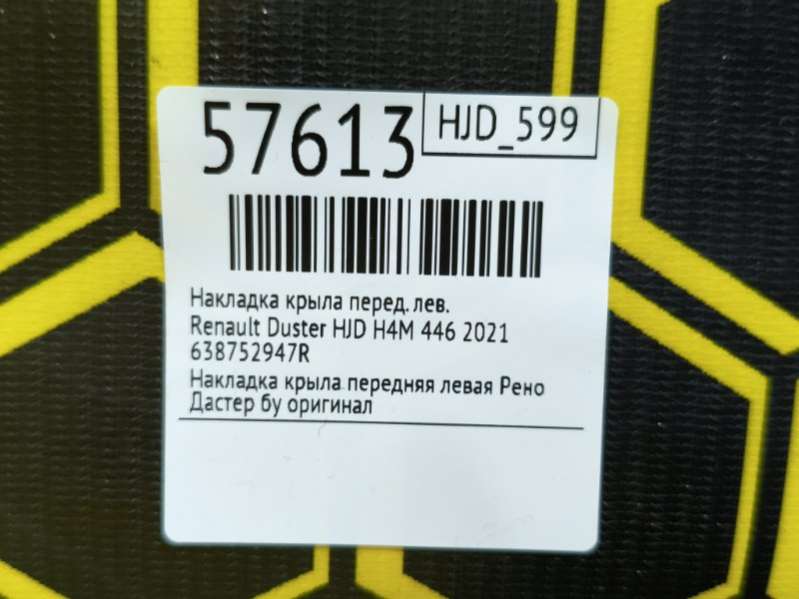 57613
HJD_599
Накладка крыла перед. лев.
Renault Duster HJD H4M 446 2021
638752947R
Накладка крыла передняя левая Рено
Дастер бу оригинал